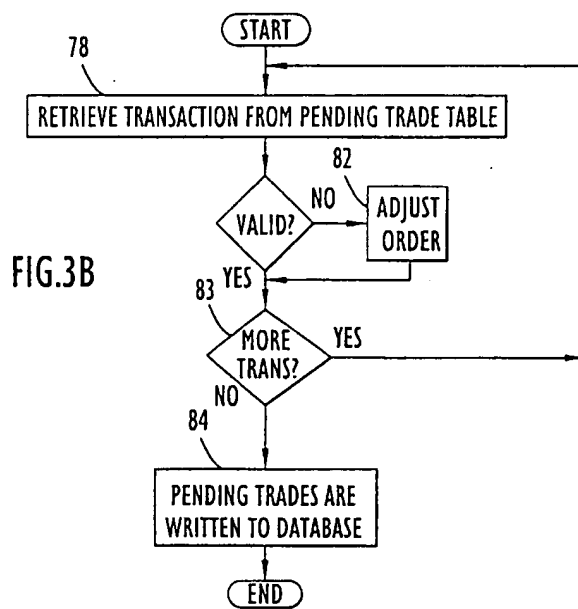 START
78
RETRIEVE TRANSACTION FROM PENDING TRADE TABLE
82
NO
VALID?
ADJUST
ORDER
FIG.3B
YES
83
MORE
TRANS?
YES
NO
84
PENDING TRADES ARE
WRITTEN TO DATABASE
END